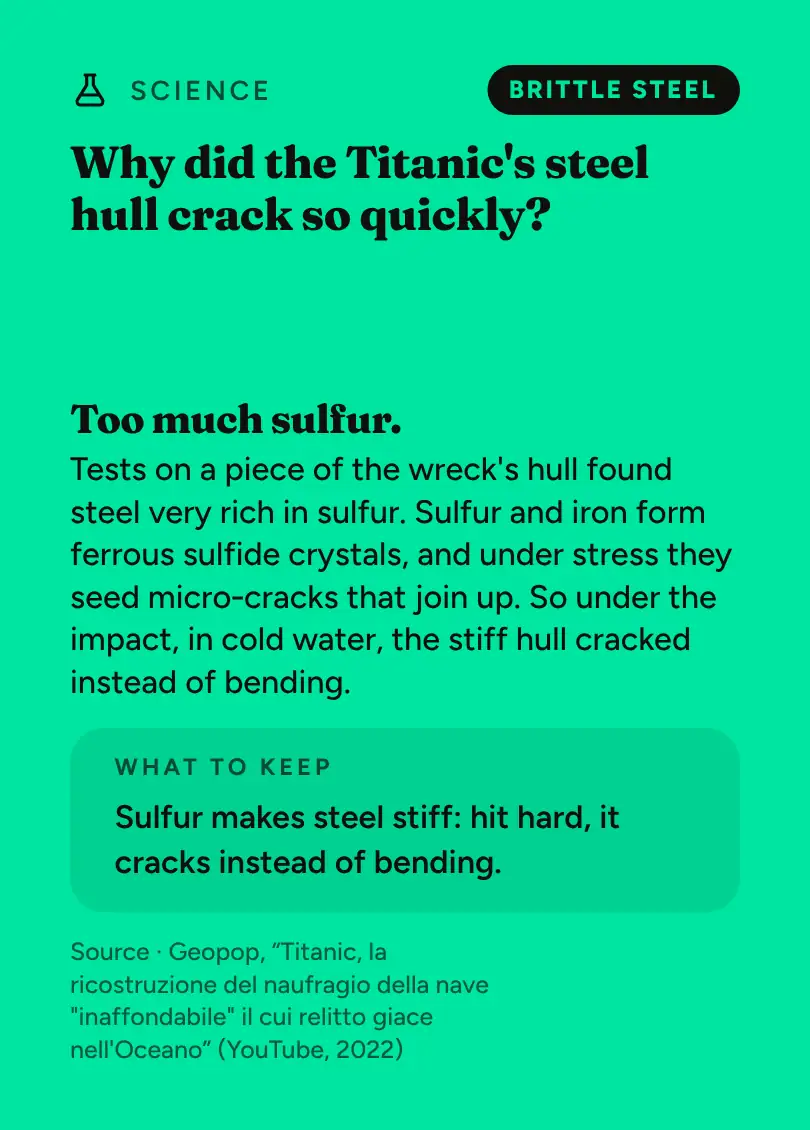 SCIENCE
BRITTLE STEEL
Why did the Titanic's steel
hull crack so quickly?
Too much sulfur.
Tests on a piece of the wreck's hull found
steel very rich in sulfur. Sulfur and iron form
ferrous sulfide crystals, and under stress they
seed micro-cracks that join up. So under the
impact, in cold water, the stiff hull cracked
instead of bending.
WHAT TO KEEP
Sulfur makes steel stiff: hit hard, it
cracks instead of bending.
Source · Geopop, “Titanic, la
ricostruzione del naufragio della nave
"inaffondabile" il cui relitto giace
nell'Oceano” (YouTube, 2022)